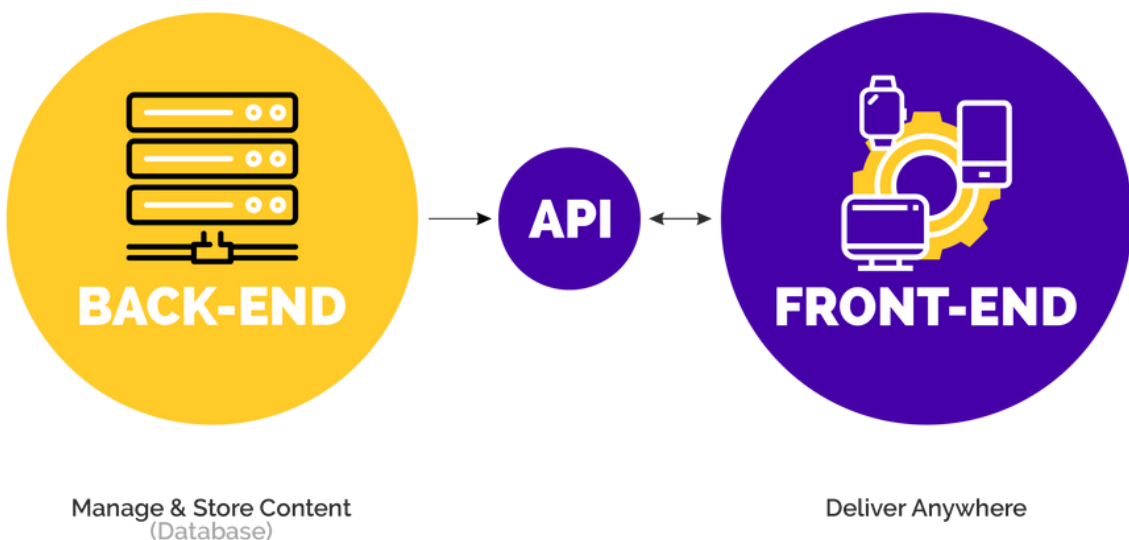 BACK-END
API
FRONT-END
Manage & Store Content
(Database)
Deliver Anywhere